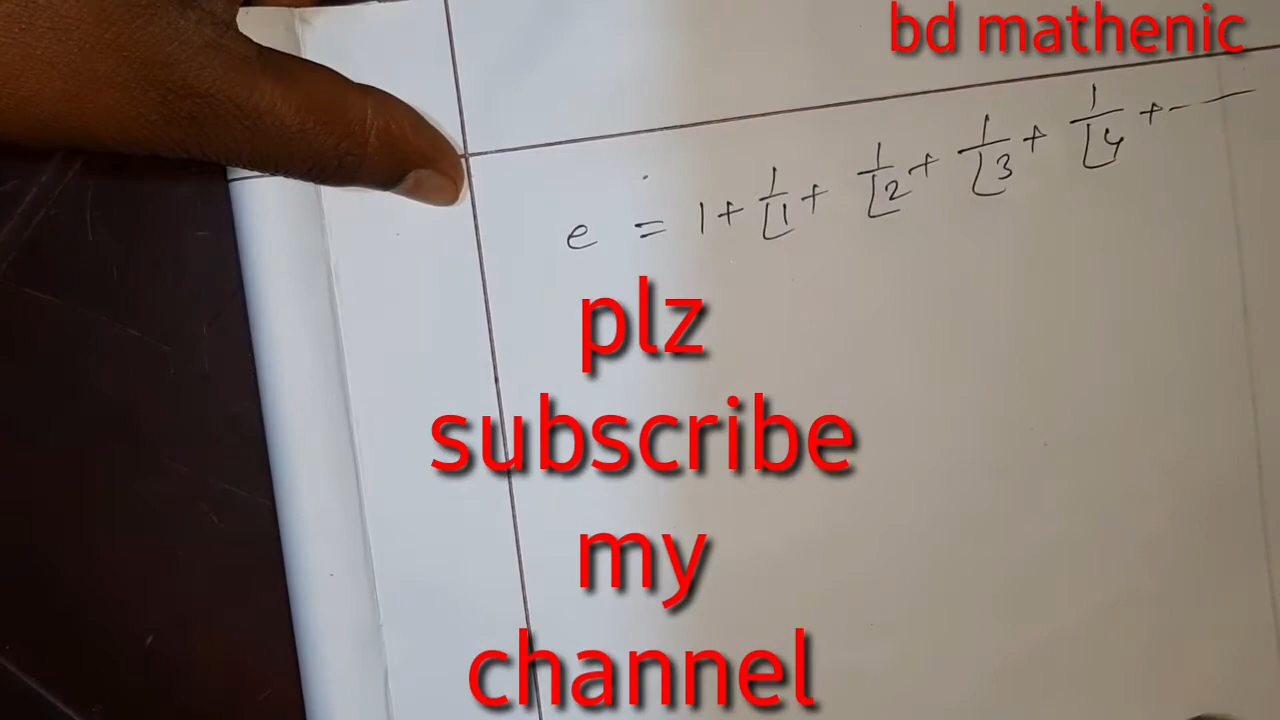 bd mathenic
e = 1 + 1/⌊1 + 1/⌊2 + 1/⌊3 + 1/⌊4 + ——
plz
subscribe
my
channel